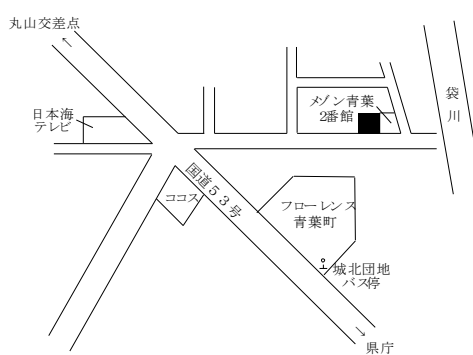 丸山交差点
袋川
メゾン青葉
2番館
日本海
テレビ
国道53号
ココス
フローレンス
青葉町
城北団地
バス停
県庁